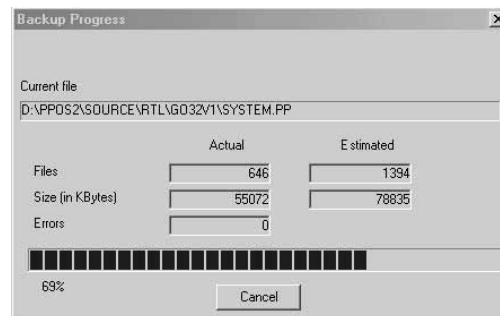 Backup Progress
Current file
D:\PPOS2\SOURCE\RTL\GO32V1\SYSTEM.PP
Actual Estimated
Files 646 1394
Size (in KBytes) 55072 78835
Errors 0
69%
Cancel